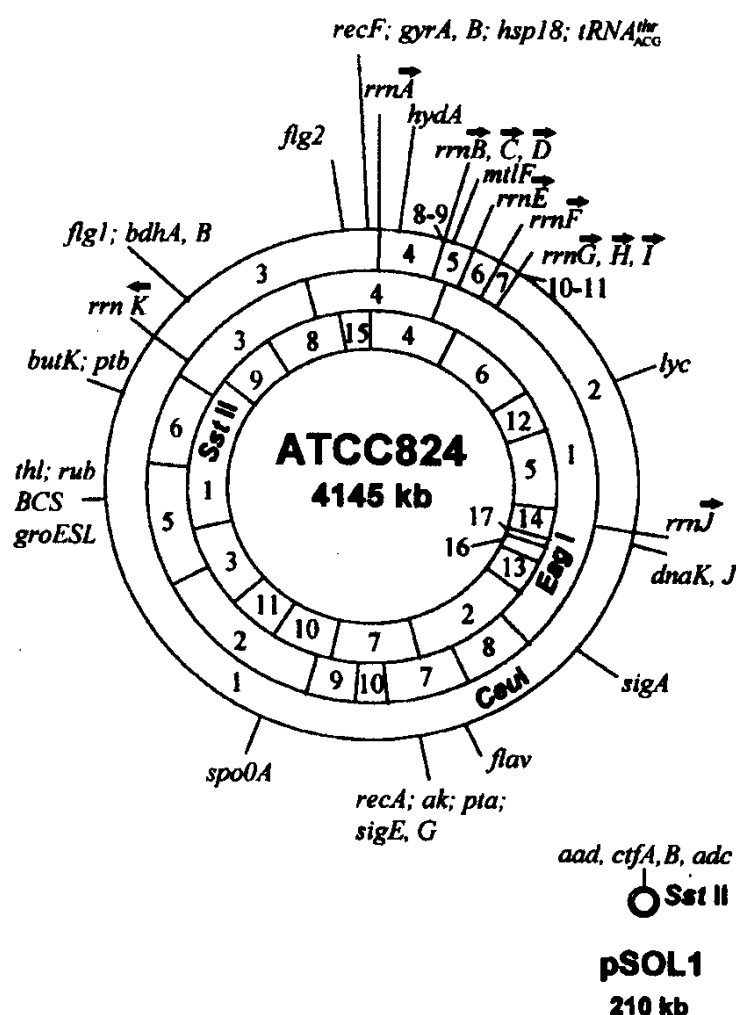 recF; gyrA, B; hsp18; tRNA^thr_ACG
rrnA
hydA
flg2
rrnB, C, D
mtlF
8-9
rrnE
rrnF
flg1; bdhA, B
rrnG, H, I
10-11
3
4
5
6
7
rrn K
4
3
8
15
4
2
lyc
butK; ptb
9
6
6
Sst II
12
1
ATCC824
4145 kb
thl; rub
BCS
groESL
1
5
5
14
17
16
13
rrnJ
dnaK, J
Eag I
3
11
10
7
2
8
2
9
10
7
1
CeuI
sigA
spo0A
flav
recA; ak; pta;
sigE, G
aad, ctfA,B, adc
Sst II
pSOL1
210 kb